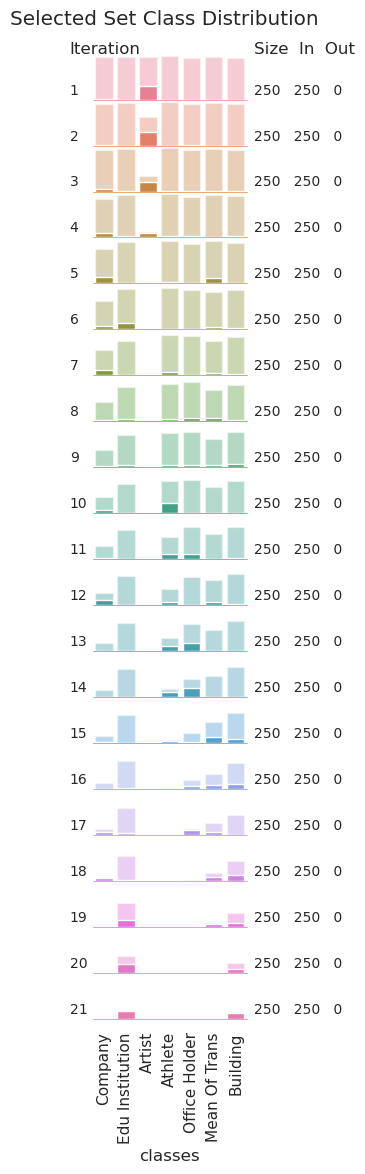 Selected Set Class Distribution
Iteration Size In Out
1 250 250 0
2 250 250 0
3 250 250 0
4 250 250 0
5 250 250 0
6 250 250 0
7 250 250 0
8 250 250 0
9 250 250 0
10 250 250 0
11 250 250 0
12 250 250 0
13 250 250 0
14 250 250 0
15 250 250 0
16 250 250 0
17 250 250 0
18 250 250 0
19 250 250 0
20 250 250 0
21 250 250 0
Company
Edu Institution
Artist
Athlete
Office Holder
Mean Of Trans
Building
classes